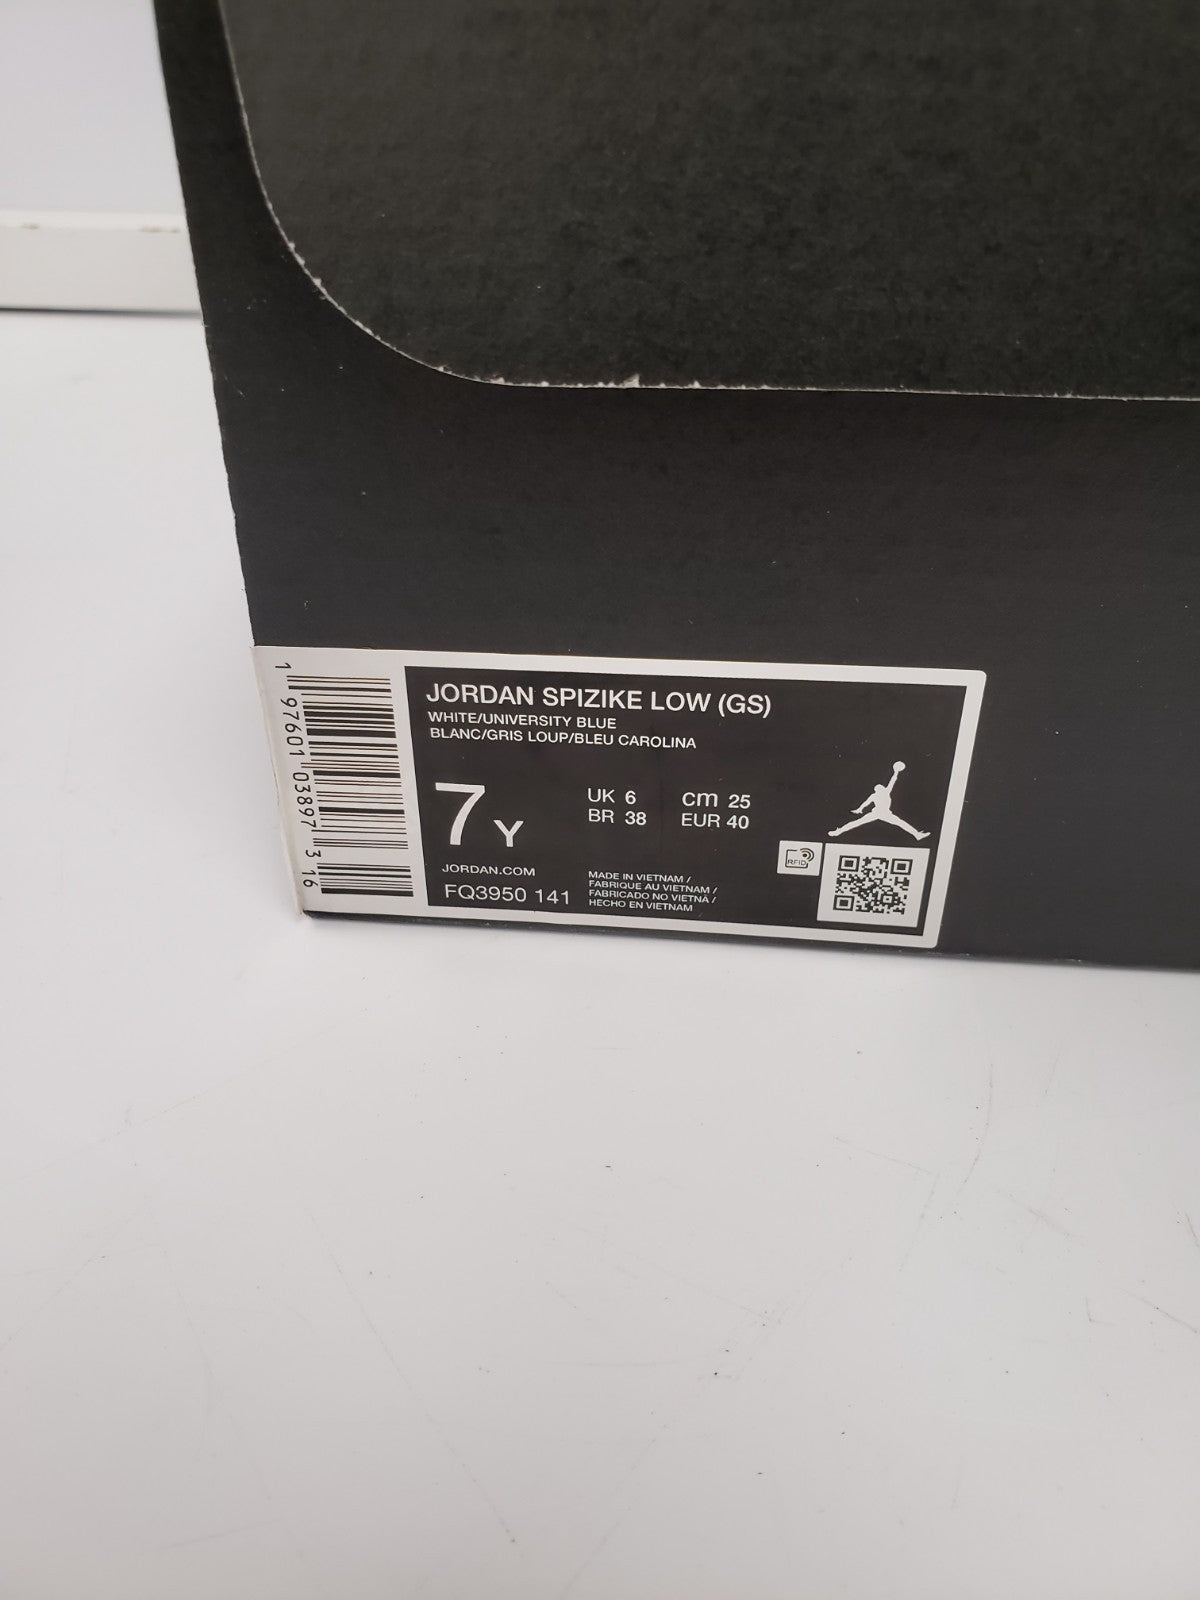 JORDAN SPIZIKE LOW (GS)
WHITE/UNIVERSITY BLUE
BLANC/GRIS LOUP/BLEU CAROLINA
7Y
UK 6
BR 38
cm 25
EUR 40
JORDAN.COM
FQ3950 141
MADE IN VIETNAM /
FABRIQUE AU VIETNAM /
FABRICADO NO VIETNÃ /
HECHO EN VIETNAM
RFID
1 97601 03897 3 16